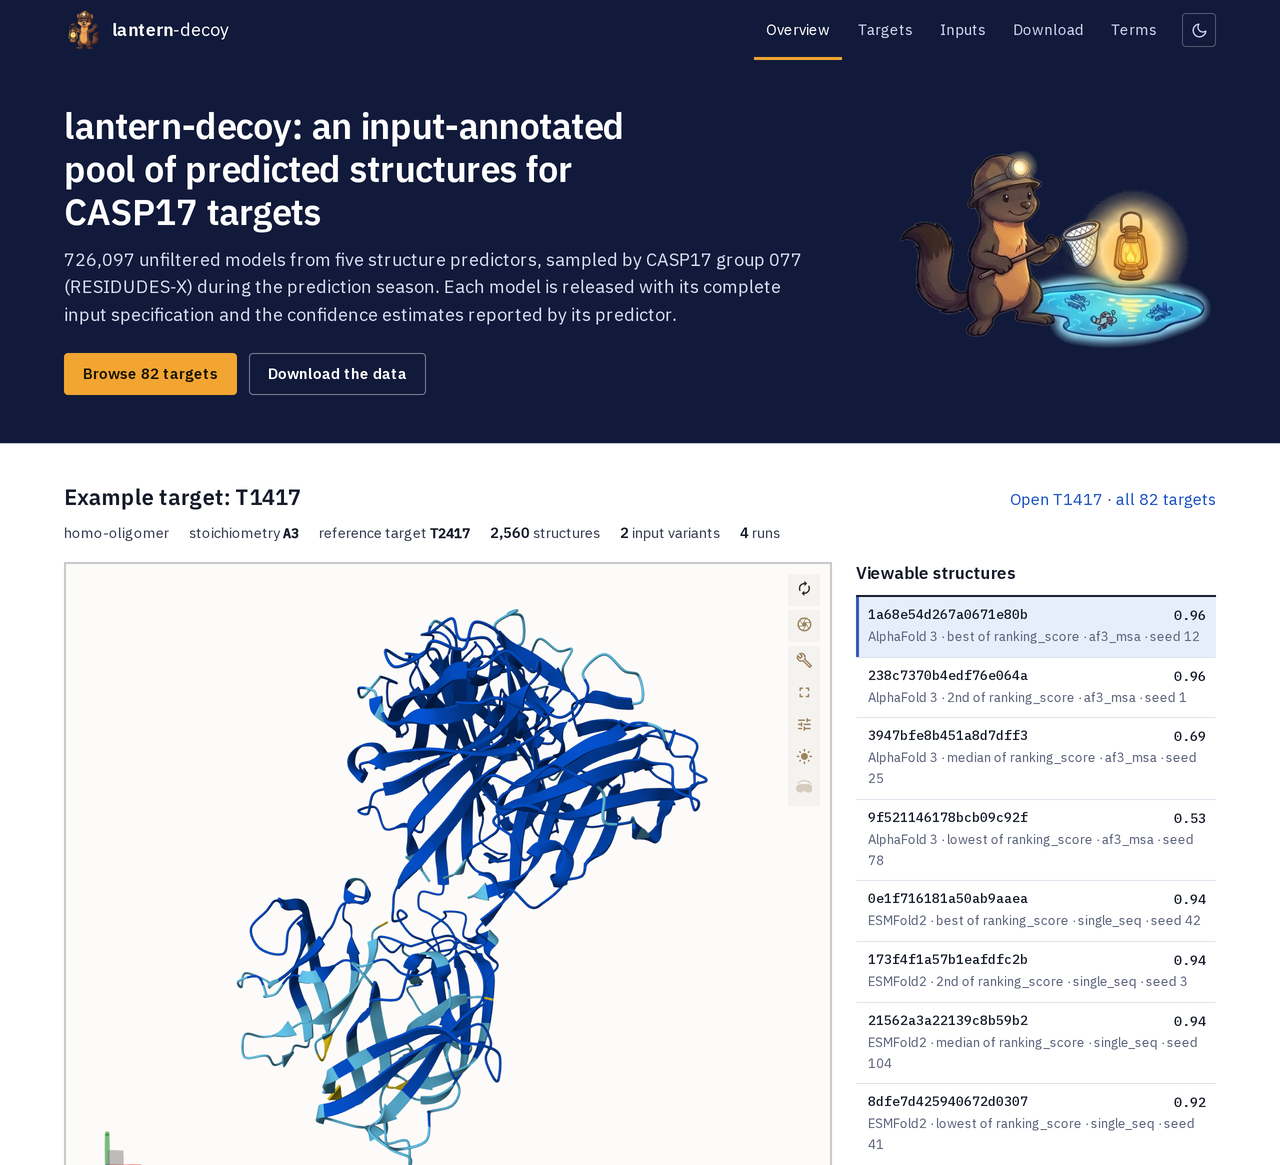 lantern-decoy
Overview
Targets
Inputs
Download
Terms
lantern-decoy: an input-annotated
pool of predicted structures for
CASP17 targets
726,097 unfiltered models from five structure predictors, sampled by CASP17 group 077
(RESIDUDES-X) during the prediction season. Each model is released with its complete
input specification and the confidence estimates reported by its predictor.
Browse 82 targets
Download the data
Example target: T1417
Open T1417 · all 82 targets
homo-oligomer stoichiometry A3 reference target T2417 2,560 structures 2 input variants 4 runs
Viewable structures
1a68e54d267a0671e80b 0.96
AlphaFold 3 · best of ranking_score · af3_msa · seed 12
238c7370b4edf76e064a 0.96
AlphaFold 3 · 2nd of ranking_score · af3_msa · seed 1
3947bfe8b451a8d7dff3 0.69
AlphaFold 3 · median of ranking_score · af3_msa · seed
25
9f521146178bcb09c92f 0.53
AlphaFold 3 · lowest of ranking_score · af3_msa · seed
78
0e1f716181a50ab9aaea 0.94
ESMFold2 · best of ranking_score · single_seq · seed 42
173f4f1a57b1eafdfc2b 0.94
ESMFold2 · 2nd of ranking_score · single_seq · seed 3
21562a3a22139c8b59b2 0.94
ESMFold2 · median of ranking_score · single_seq · seed
104
8dfe7d425940672d0307 0.92
ESMFold2 · lowest of ranking_score · single_seq · seed
41